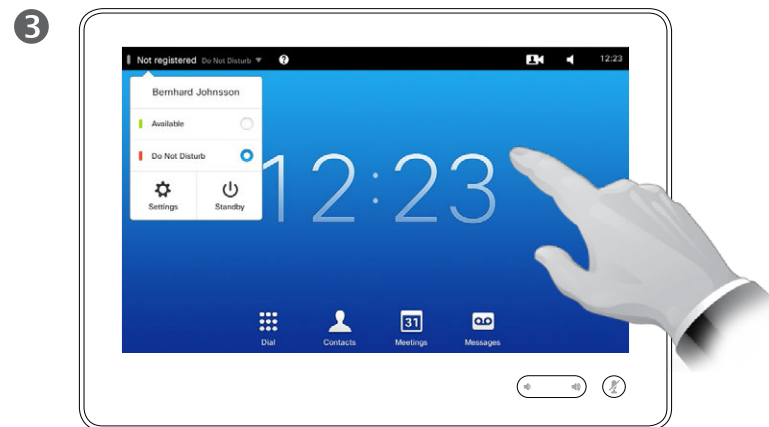 3
Not registered Do Not Disturb ? 12:23
Bernhard Johnsson
Available
Do Not Disturb
Settings Standby
12:23
31
Dial Contacts Meetings Messages